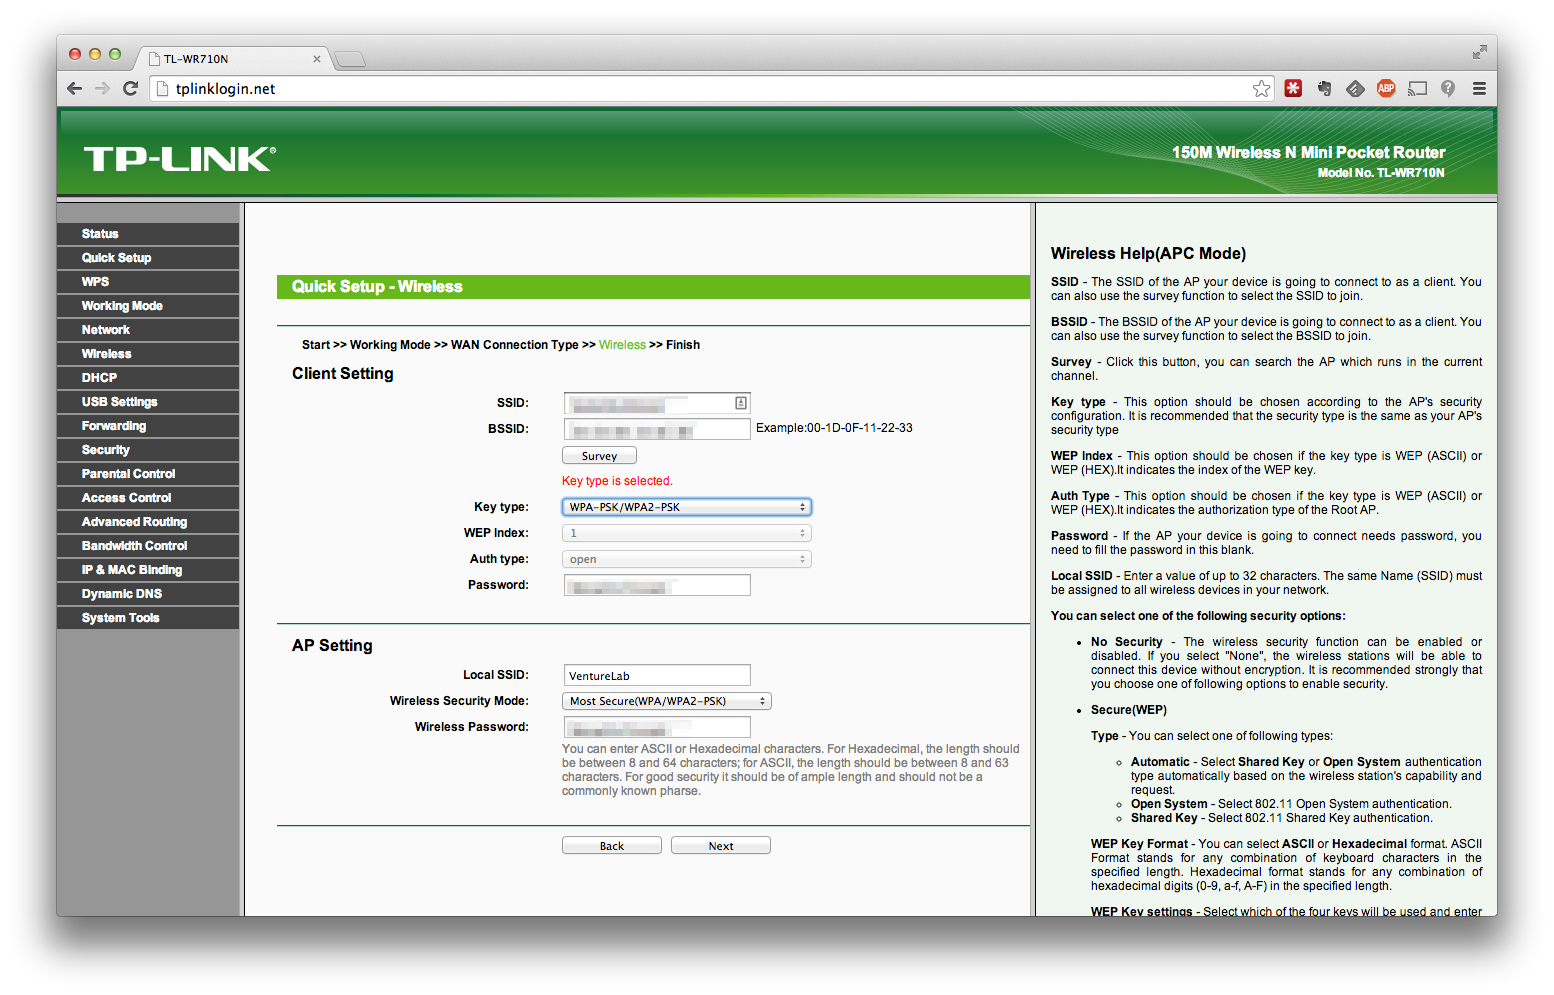 TL-WR710N
tplinklogin.net
ABP
TP-LINK®
150M Wireless N Mini Pocket Router
Model No. TL-WR710N
Status
Quick Setup
WPS
Working Mode
Network
Wireless
DHCP
USB Settings
Forwarding
Security
Parental Control
Access Control
Advanced Routing
Bandwidth Control
IP & MAC Binding
Dynamic DNS
System Tools
Quick Setup - Wireless
Start >> Working Mode >> WAN Connection Type >> Wireless >> Finish
Client Setting
SSID:
BSSID: Example:00-1D-0F-11-22-33
Survey
Key type is selected.
Key type: WPA-PSK/WPA2-PSK
WEP Index: 1
Auth type: open
Password:
AP Setting
Local SSID: VentureLab
Wireless Security Mode: Most Secure(WPA/WPA2-PSK)
Wireless Password:
You can enter ASCII or Hexadecimal characters. For Hexadecimal, the length should
be between 8 and 64 characters; for ASCII, the length should be between 8 and 63
characters. For good security it should be of ample length and should not be a
commonly known pharse.
Back Next
Wireless Help(APC Mode)
SSID - The SSID of the AP your device is going to connect to as a client. You
can also use the survey function to select the SSID to join.
BSSID - The BSSID of the AP your device is going to connect to as a client. You
can also use the survey function to select the BSSID to join.
Survey - Click this button, you can search the AP which runs in the current
channel.
Key type - This option should be chosen according to the AP's security
configuration. It is recommended that the security type is the same as your AP's
security type
WEP Index - This option should be chosen if the key type is WEP (ASCII) or
WEP (HEX).It indicates the index of the WEP key.
Auth Type - This option should be chosen if the key type is WEP (ASCII) or
WEP (HEX).It indicates the authorization type of the Root AP.
Password - If the AP your device is going to connect needs password, you
need to fill the password in this blank.
Local SSID - Enter a value of up to 32 characters. The same Name (SSID) must
be assigned to all wireless devices in your network.
You can select one of the following security options:
• No Security - The wireless security function can be enabled or
disabled. If you select "None", the wireless stations will be able to
connect this device without encryption. It is recommended strongly that
you choose one of following options to enable security.
• Secure(WEP)
Type - You can select one of following types:
◦ Automatic - Select Shared Key or Open System authentication
type automatically based on the wireless station's capability and
request.
◦ Open System - Select 802.11 Open System authentication.
◦ Shared Key - Select 802.11 Shared Key authentication.
WEP Key Format - You can select ASCII or Hexadecimal format. ASCII
Format stands for any combination of keyboard characters in the
specified length. Hexadecimal format stands for any combination of
hexadecimal digits (0-9, a-f, A-F) in the specified length.
WEP Key settings - Select which of the four keys will be used and enter